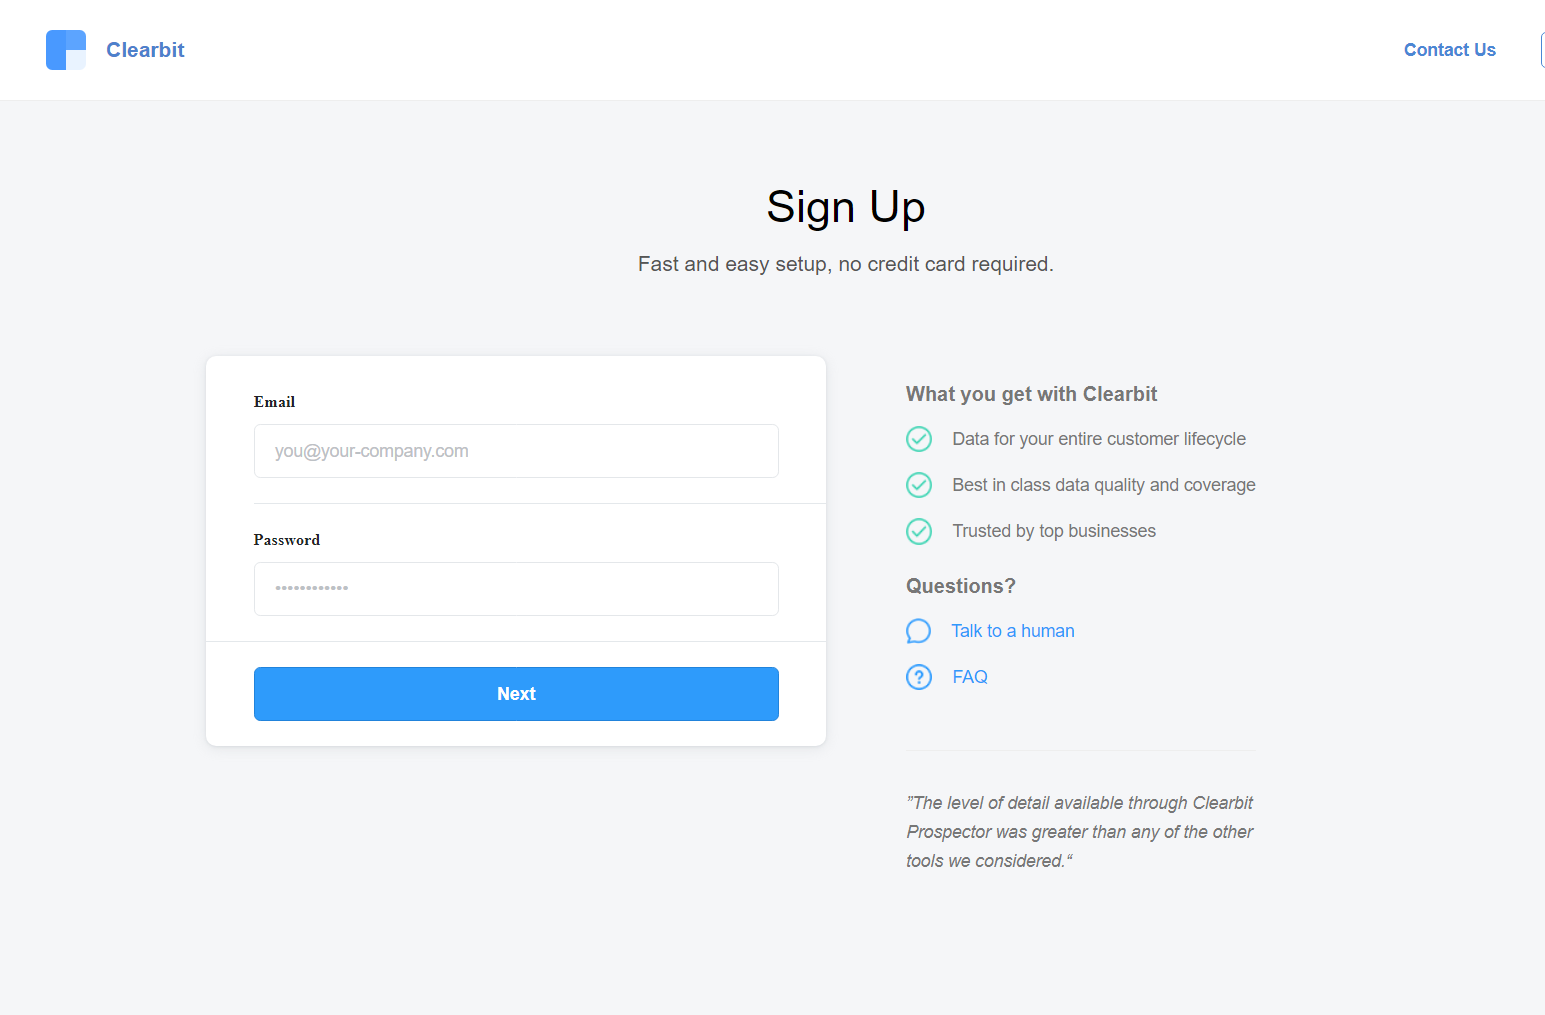 Clearbit
Contact Us
Sign Up
Fast and easy setup, no credit card required.
Email
you@your-company.com
Password
••••••••••••
Next
What you get with Clearbit
Data for your entire customer lifecycle
Best in class data quality and coverage
Trusted by top businesses
Questions?
Talk to a human
FAQ
”The level of detail available through Clearbit
Prospector was greater than any of the other
tools we considered.“